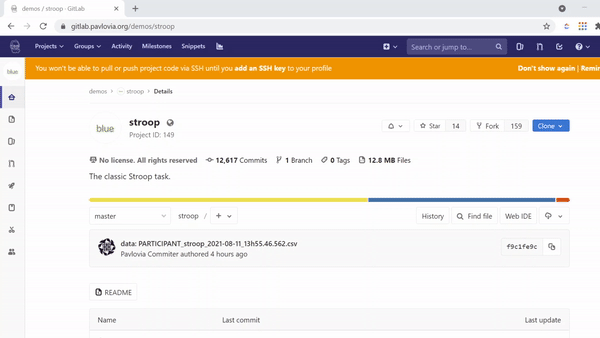 demos / stroop · GitLab
gitlab.pavlovia.org/demos/stroop
Projects Groups Activity Milestones Snippets Search or jump to...
blue You won't be able to pull or push project code via SSH until you add an SSH key to your profile Don't show again | Remin
demos > stroop > Details
blue stroop
Project ID: 149
Star 14 Fork 159 Clone
No license. All rights reserved 12,617 Commits 1 Branch 0 Tags 12.8 MB Files
The classic Stroop task.
master stroop / + History Find file Web IDE
data: PARTICIPANT_stroop_2021-08-11_13h55.46.562.csv
Pavlovia Commiter authored 4 hours ago
f9c1fe9c
README
Name Last commit Last update